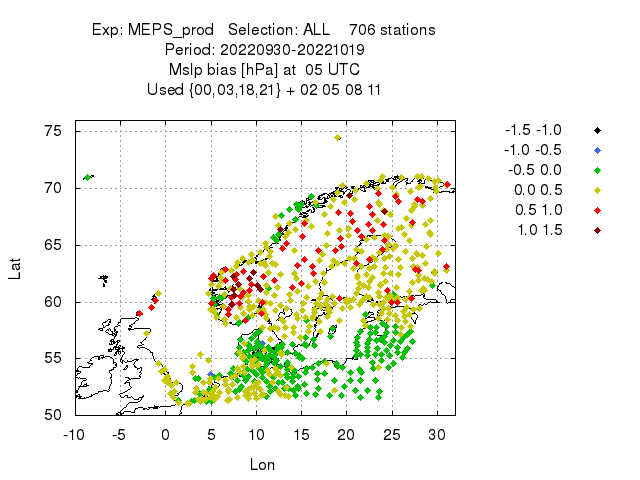 Exp: MEPS_prod   Selection: ALL    706 stations
Period: 20220930-20221019
Mslp bias [hPa] at  05 UTC
Used {00,03,18,21} + 02 05 08 11
-1.5 -1.0
-1.0 -0.5
-0.5 0.0
0.0 0.5
0.5 1.0
1.0 1.5
Lat
75
70
65
60
55
50
-10 -5 0 5 10 15 20 25 30
Lon